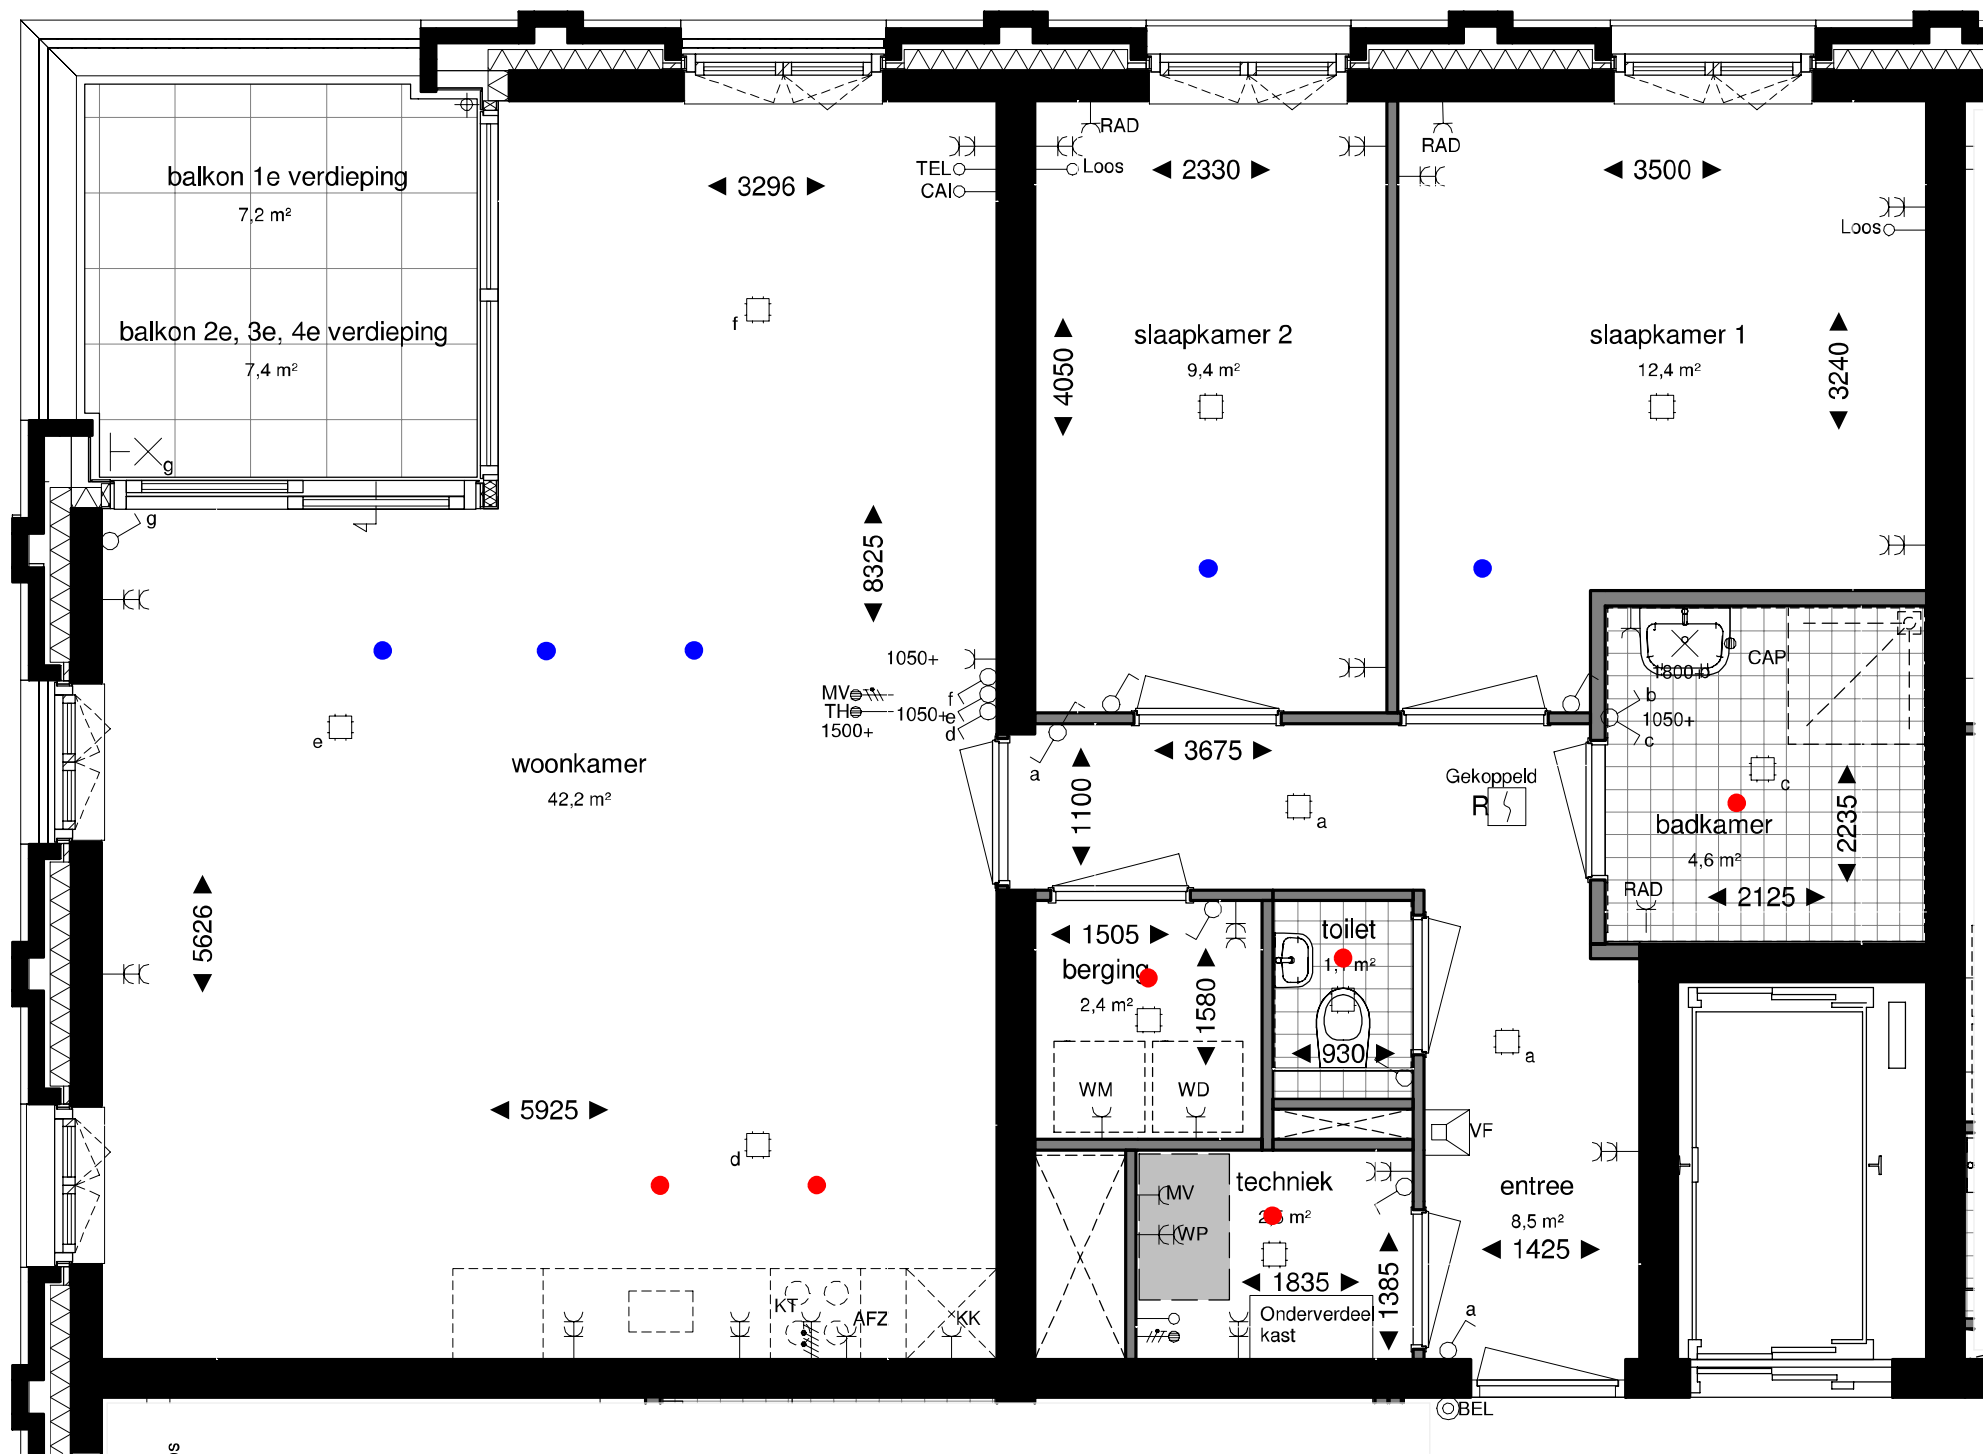 balkon 1e verdieping
7,2 m²
balkon 2e, 3e, 4e verdieping
7,4 m²
g
g
3296
TEL
CAI
f
8325
RAD
Loos
2330
slaapkamer 2
9,4 m²
4050
RAD
3500
Loos
slaapkamer 1
12,4 m²
3240
1050+
MV
TH
1500+
1050+
f
e
d
e
woonkamer
42,2 m²
5626
5925
d
a
3675
1100
a
Gekoppeld
R
CAP
1800+
b
b
1050+
c
c
badkamer
4,6 m²
2235
RAD
2125
1505
berging
2,4 m²
1580
WM
WD
toilet
930
a
VF
techniek
MV
WP
1835
1385
Onderverdeel
kast
entree
8,5 m²
1425
a
BEL
KT
AFZ
KK